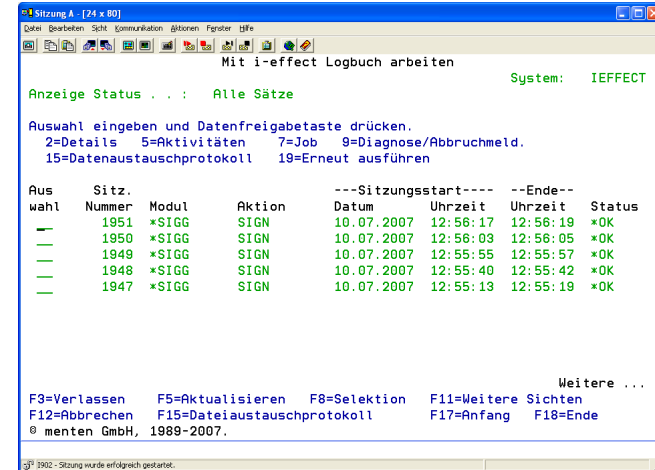 Sitzung A - [24 x 80]
Datei Bearbeiten Sicht Kommunikation Aktionen Fenster Hilfe
Mit i-effect Logbuch arbeiten
System: IEFFECT
Anzeige Status . . : Alle Sätze
Auswahl eingeben und Datenfreigabetaste drücken.
2=Details 5=Aktivitäten 7=Job 9=Diagnose/Abbruchmeld.
15=Datenaustauschprotokoll 19=Erneut ausführen
Aus Sitz. ---Sitzungsstart---- --Ende--
wahl Nummer Modul Aktion Datum Uhrzeit Uhrzeit Status
1951 *SIGG SIGN 10.07.2007 12:56:17 12:56:19 *OK
1950 *SIGG SIGN 10.07.2007 12:56:03 12:56:05 *OK
1949 *SIGG SIGN 10.07.2007 12:55:55 12:55:57 *OK
1948 *SIGG SIGN 10.07.2007 12:55:40 12:55:42 *OK
1947 *SIGG SIGN 10.07.2007 12:55:13 12:55:19 *OK
Weitere ...
F3=Verlassen F5=Aktualisieren F8=Selektion F11=Weitere Sichten
F12=Abbrechen F15=Dateiaustauschprotokoll F17=Anfang F18=Ende
© menten GmbH, 1989-2007.
I902 - Sitzung wurde erfolgreich gestartet.